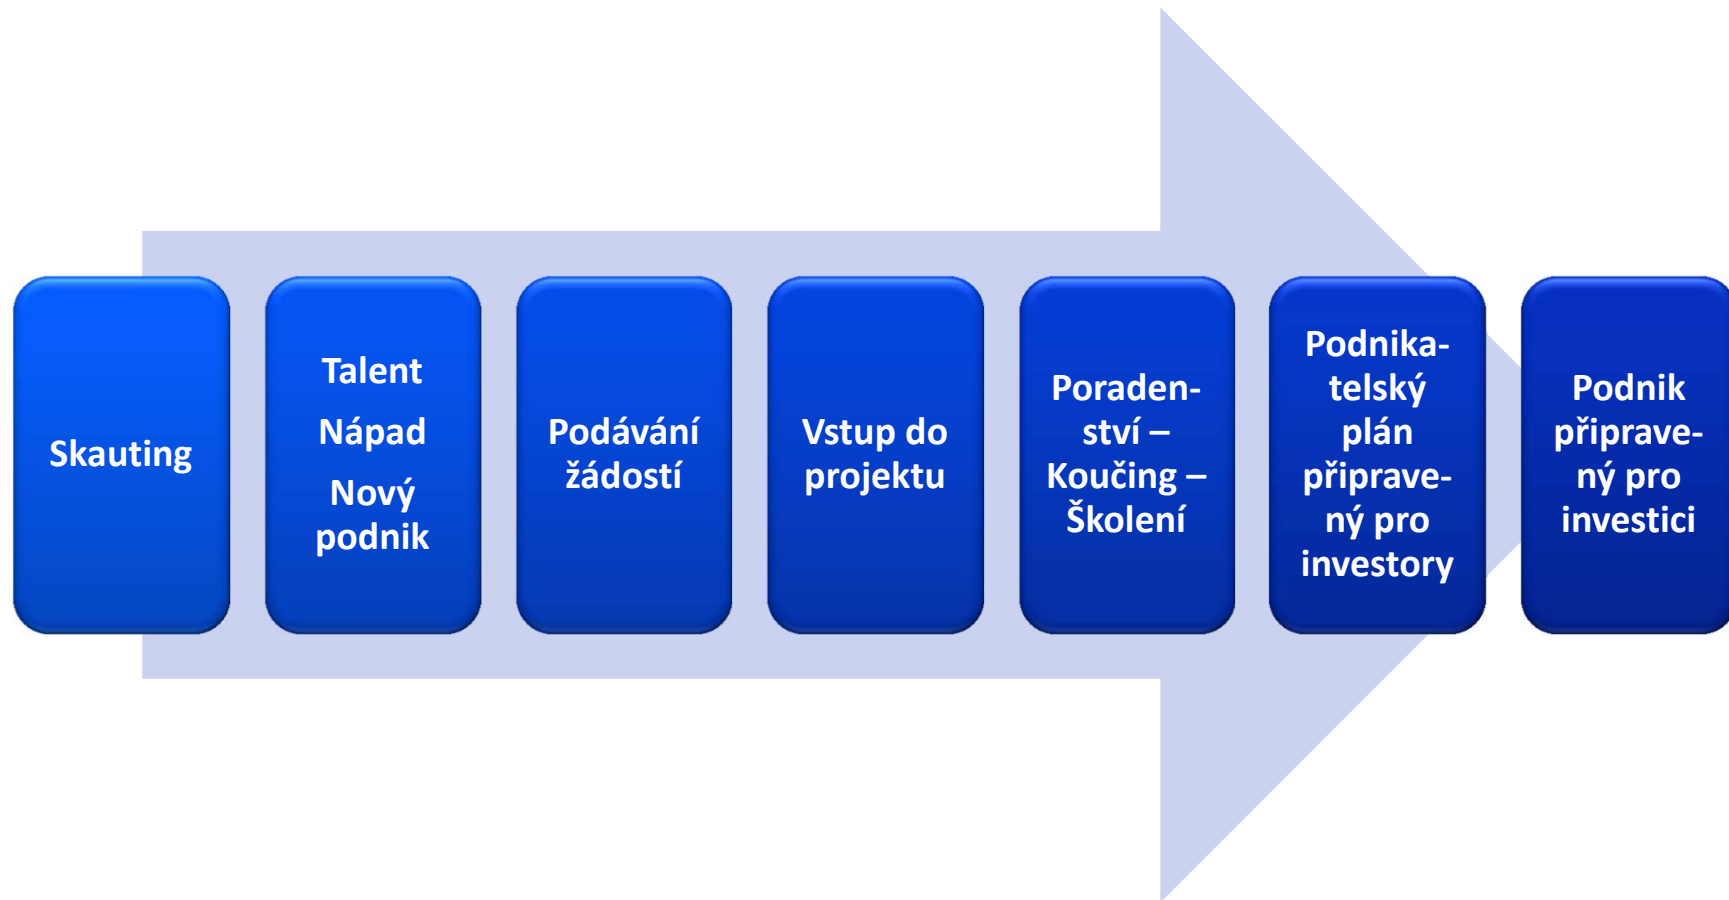 Skauting
Talent
Nápad
Nový
podnik
Podávání
žádostí
Vstup do
projektu
Poraden-
ství –
Koučing –
Školení
Podnika-
telský
plán
připrave-
ný pro
investory
Podnik
připrave-
ný pro
investici